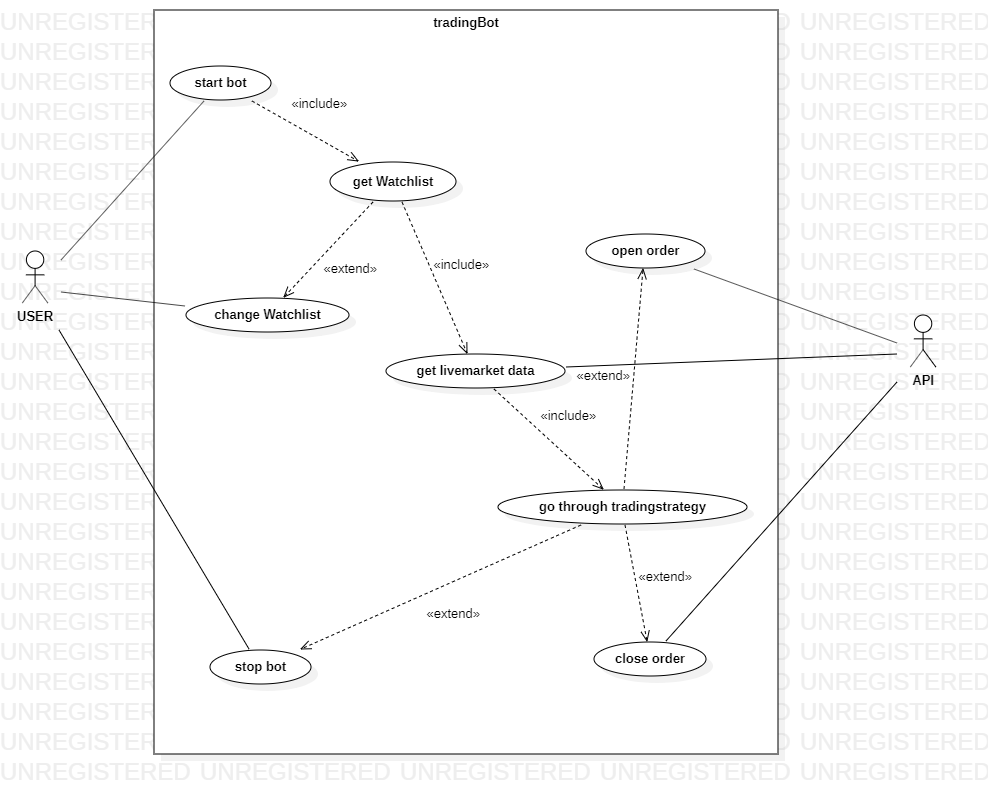 tradingBot
start bot
«include»
get Watchlist
open order
«extend»
«include»
USER
change Watchlist
get livemarket data
«extend»
API
«include»
go through tradingstrategy
«extend»
«extend»
stop bot
close order
UNREGISTERED UNREGISTERED UNREGISTERED UNREGISTERED UNREGISTERED